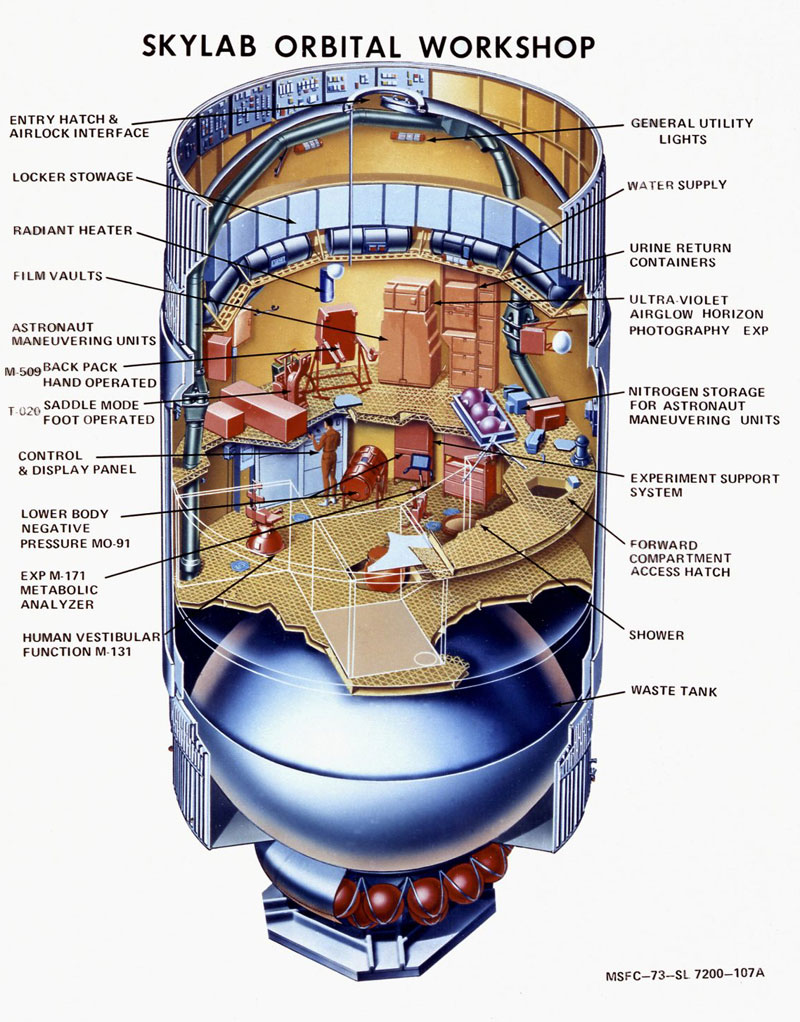 SKYLAB ORBITAL WORKSHOP
ENTRY HATCH &
AIRLOCK INTERFACE
LOCKER STOWAGE
RADIANT HEATER
FILM VAULTS
ASTRONAUT
MANEUVERING UNITS
M-509 BACK PACK
HAND OPERATED
T-020 SADDLE MODE
FOOT OPERATED
CONTROL
& DISPLAY PANEL
LOWER BODY
NEGATIVE
PRESSURE MO-91
EXP M-171
METABOLIC
ANALYZER
HUMAN VESTIBULAR
FUNCTION M-131
GENERAL UTILITY
LIGHTS
WATER SUPPLY
URINE RETURN
CONTAINERS
ULTRA-VIOLET
AIRGLOW HORIZON
PHOTOGRAPHY EXP
NITROGEN STORAGE
FOR ASTRONAUT
MANEUVERING UNITS
EXPERIMENT SUPPORT
SYSTEM
FORWARD
COMPARTMENT
ACCESS HATCH
SHOWER
WASTE TANK
MSFC-73-SL 7200-107A